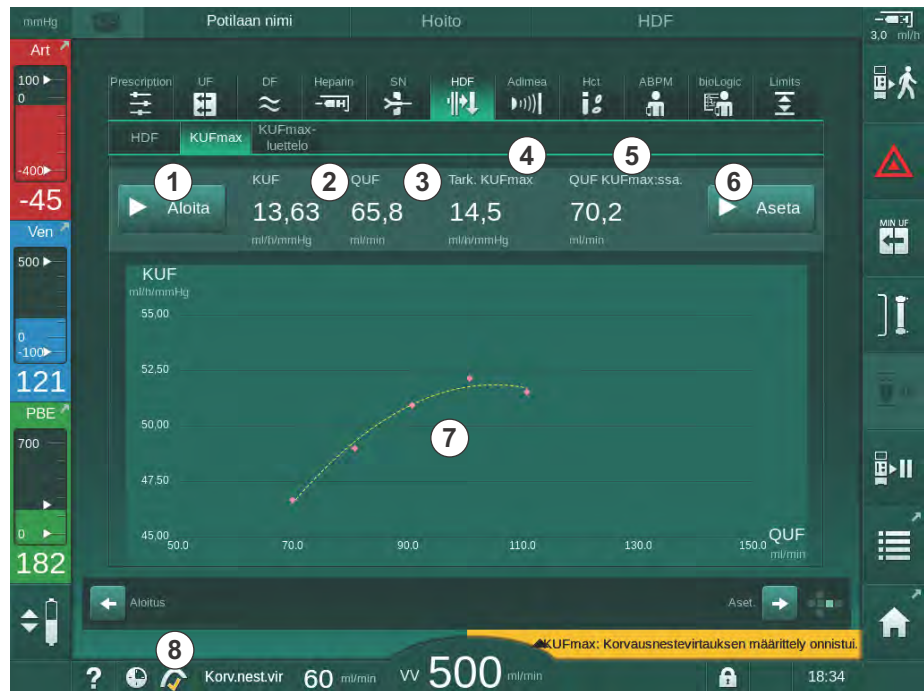 mmHg Potilaan nimi Hoito HDF
3,0 ml/h
Art
100
0
-400
-45
Ven
500
0
-100
121
PBE
700
0
182
Prescription UF DF Heparin SN HDF Adimea Hct. ABPM bioLogic Limits
HDF KUFmax KUFmax-
luettelo
1 2 3 4 5 6
Aloita
KUF QUF Tark. KUFmax QUF KUFmax:ssa.
13,63 65,8 14,5 70,2
ml/h/mmHg ml/min ml/h/mmHg ml/min
Aseta
MIN UF
KUF
ml/h/mmHg
55,00
52,50
50,00
47,50
45,00
7
50.0 70.0 90.0 110.0 130.0 150.0
QUF
ml/min
Aloitus Aset.
KUFmax: Korvausnestevirtauksen määrittely onnistui.
8
? Korv.nest.vir 60 ml/min VV 500 ml/min 18:34